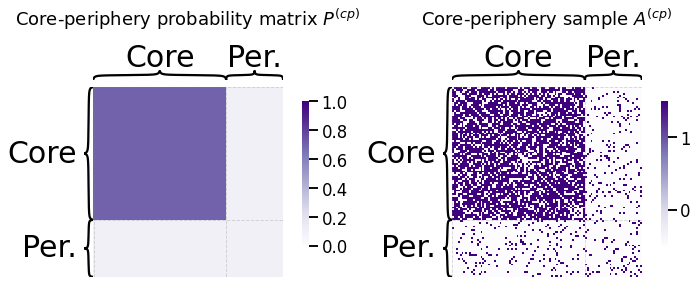 Core-periphery probability matrix P^(cp)
Core Per.
Core
Per.
1.0
0.8
0.6
0.4
0.2
0.0
Core-periphery sample A^(cp)
Core Per.
Core
Per.
1
0